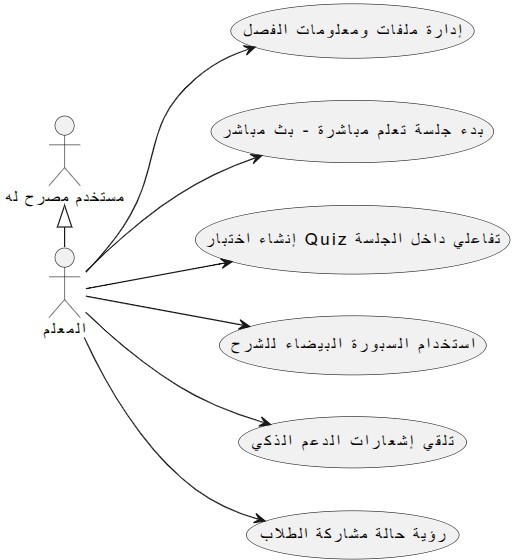 إدارة ملفات ومعلومات الفصل
بدء جلسة تعلم مباشرة - بث مباشر
مستخدم مصرح له
تفاعلي داخل الجلسة Quiz إنشاء اختبار
المعلم
استخدام السبورة البيضاء للشرح
تلقي إشعارات الدعم الذكي
رؤية حالة مشاركة الطلاب